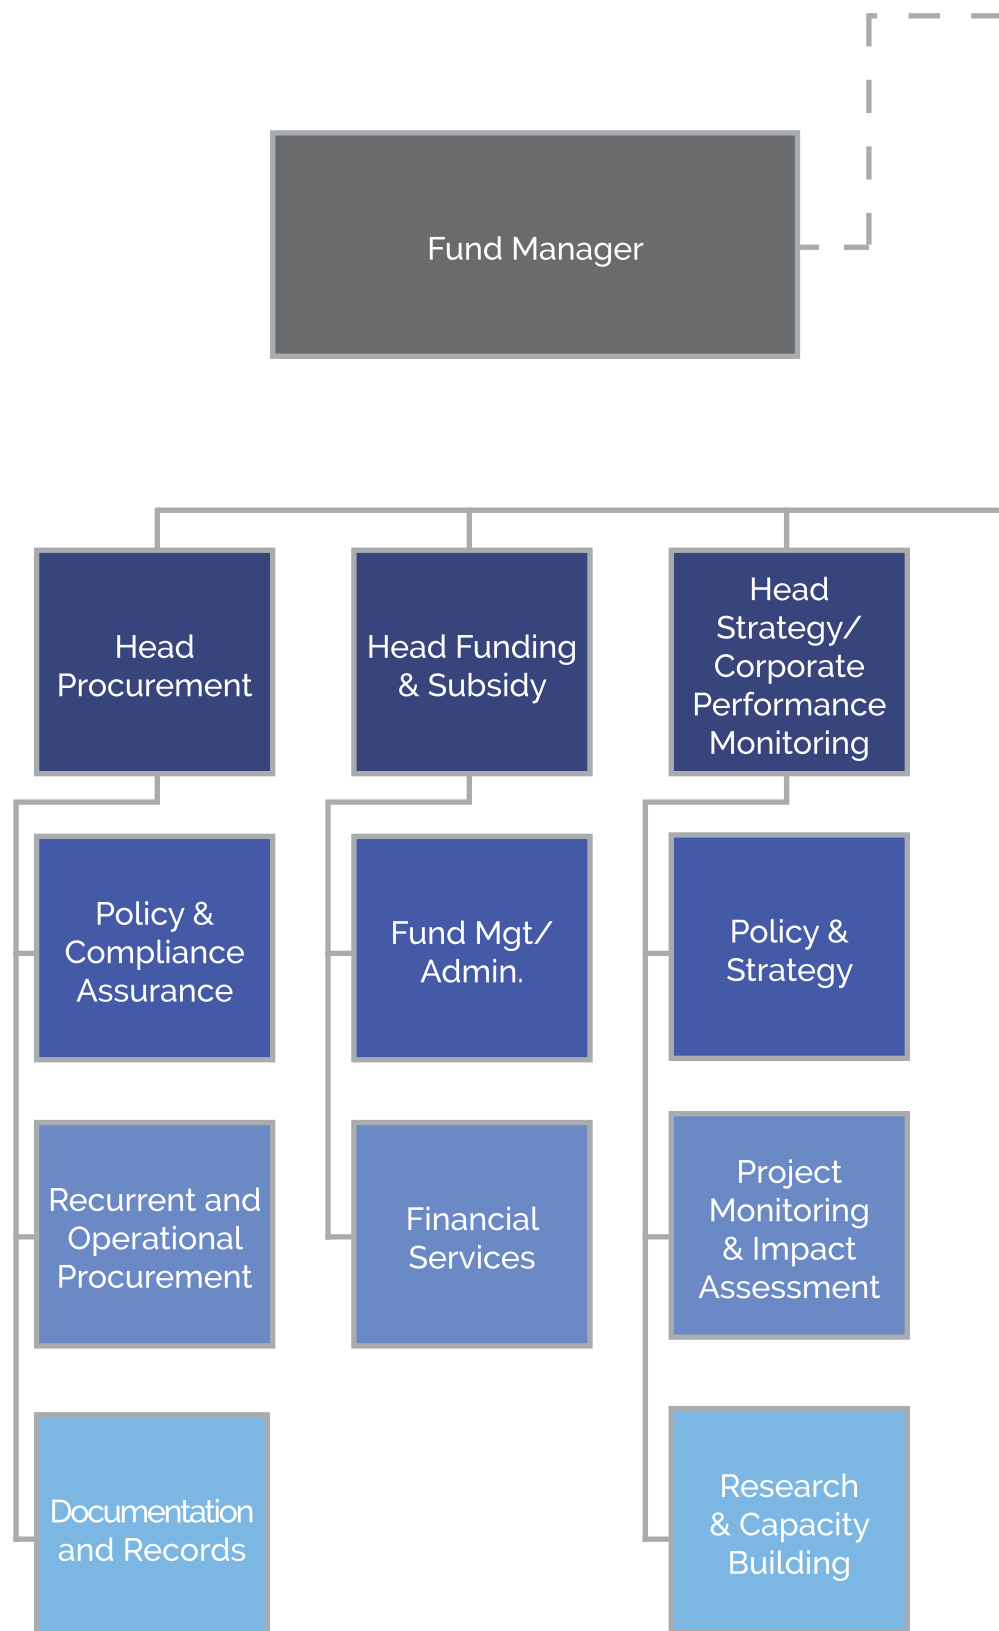 Fund Manager
Head
Procurement
Head Funding
& Subsidy
Head
Strategy/
Corporate
Performance
Monitoring
Policy &
Compliance
Assurance
Fund Mgt/
Admin.
Policy &
Strategy
Recurrent and
Operational
Procurement
Financial
Services
Project
Monitoring
& Impact
Assessment
Documentation
and Records
Research
& Capacity
Building